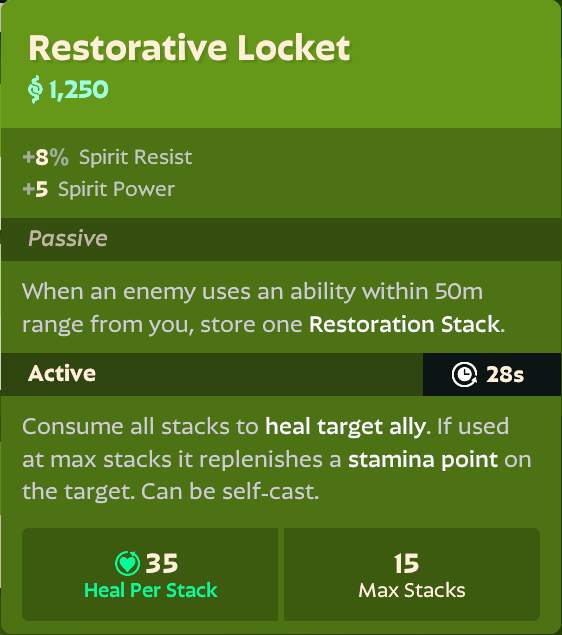 Restorative Locket
1,250
+8% Spirit Resist
+5 Spirit Power
Passive
When an enemy uses an ability within 50m
range from you, store one Restoration Stack.
Active
28s
Consume all stacks to heal target ally. If used
at max stacks it replenishes a stamina point on
the target. Can be self-cast.
35
Heal Per Stack
15
Max Stacks